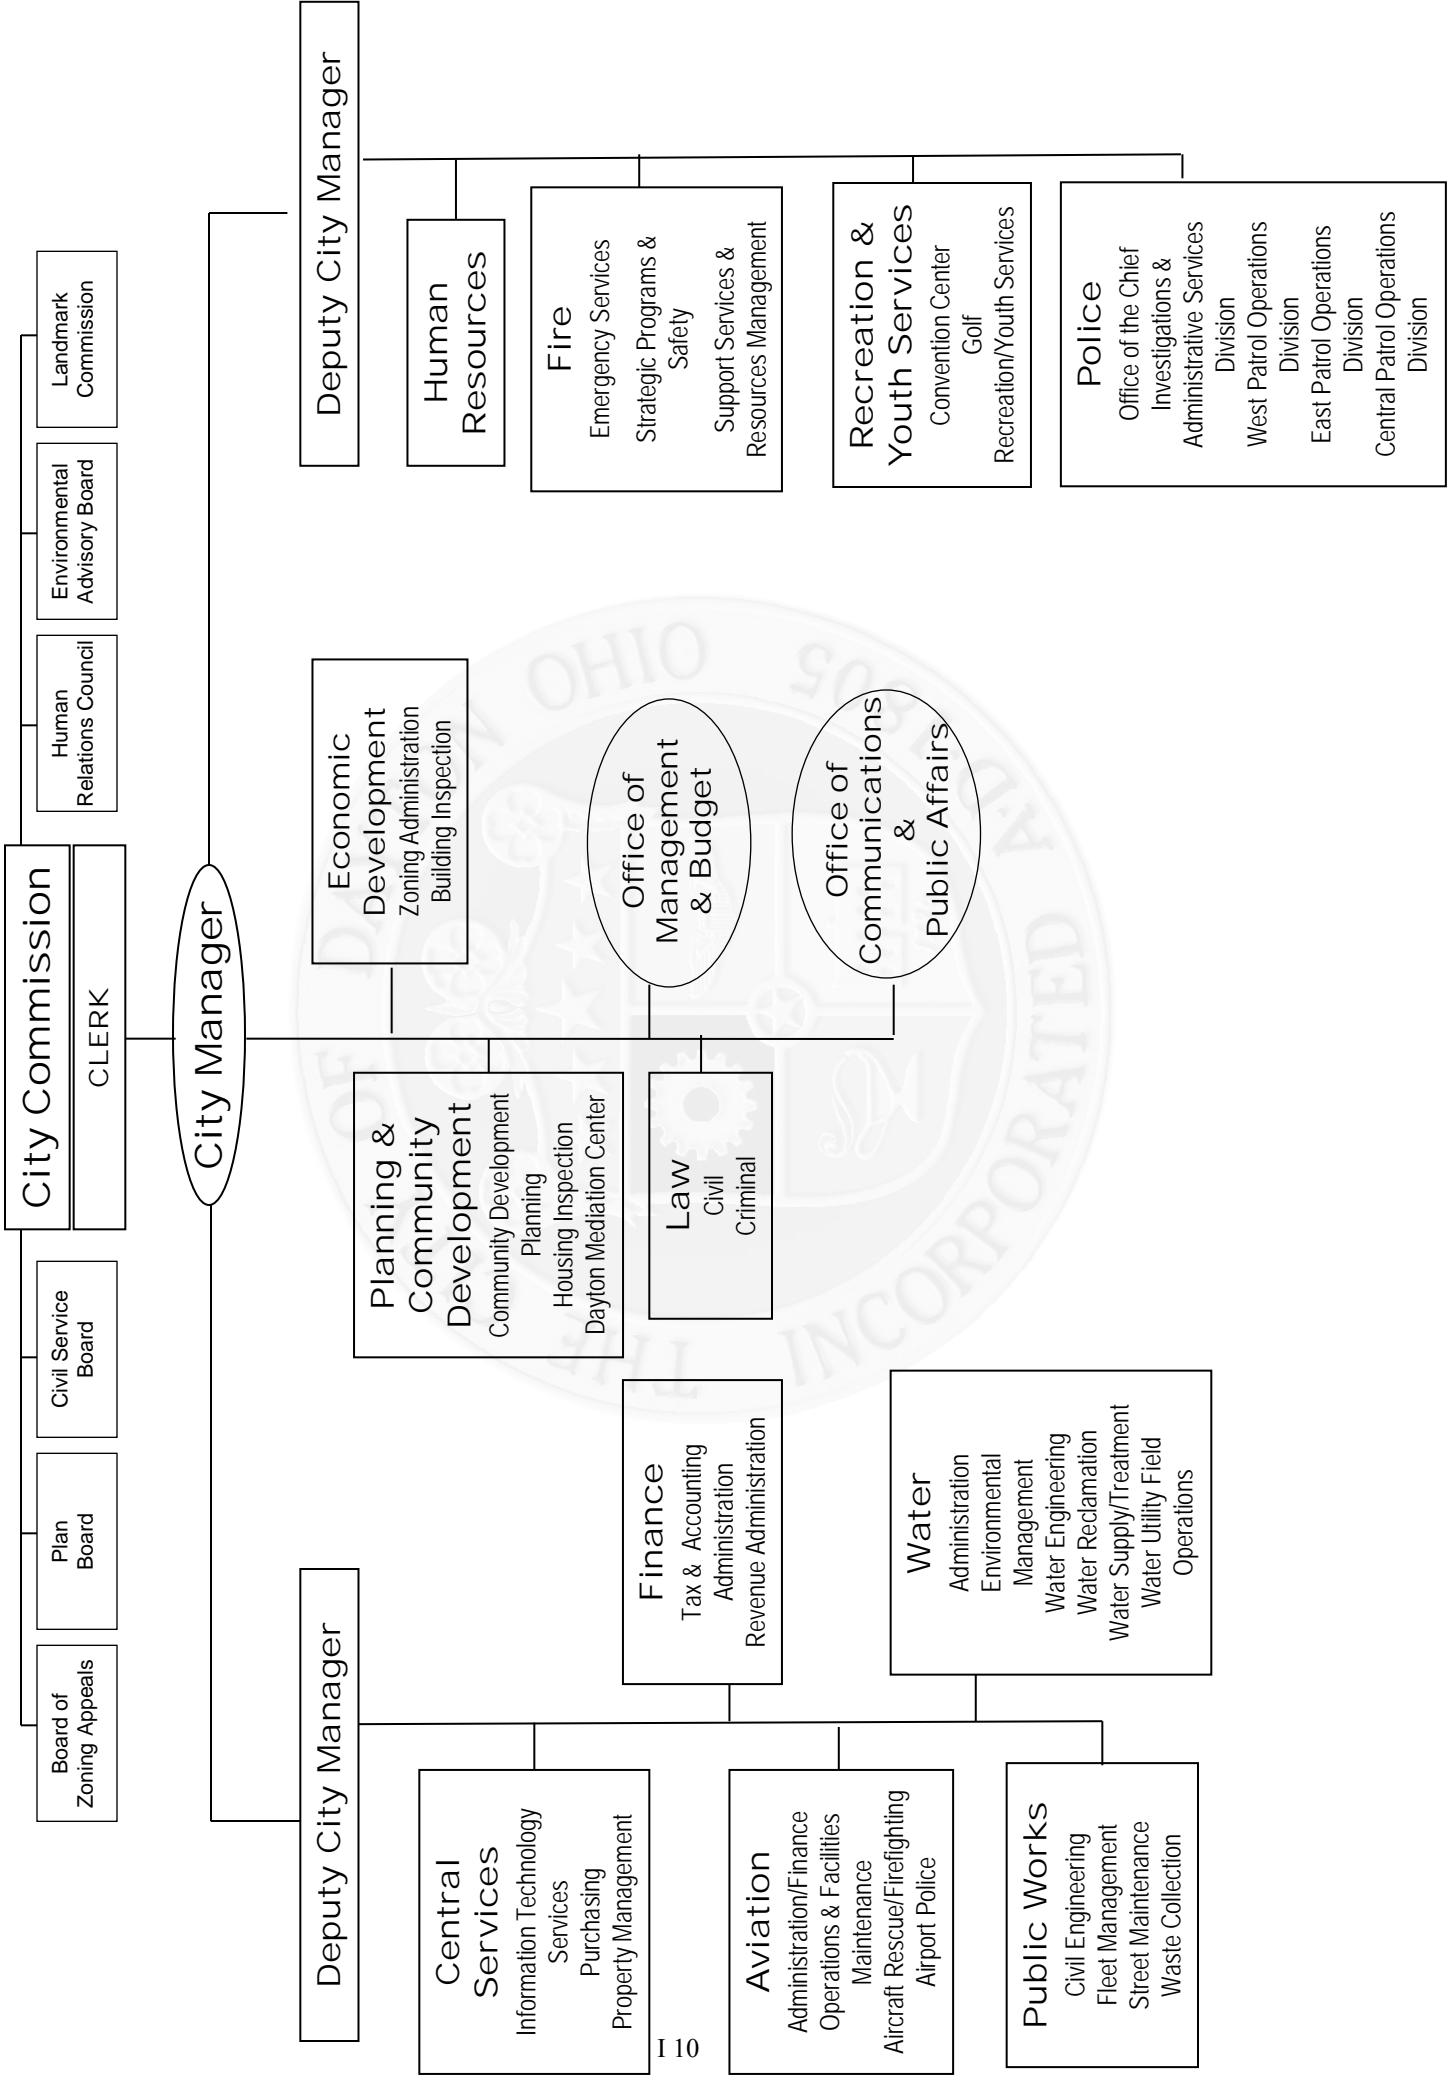 City Commission
CLERK
Board of
Zoning Appeals
Plan
Board
Civil Service
Board
Human
Relations Council
Environmental
Advisory Board
Landmark
Commission
City Manager
Deputy City Manager
Central
Services
Information Technology
Services
Purchasing
Property Management
Finance
Tax & Accounting
Administration
Revenue Administration
Aviation
Administration/Finance
Operations & Facilities
Maintenance
Aircraft Rescue/Firefighting
Airport Police
Water
Administration
Environmental
Management
Water Engineering
Water Reclamation
Water Supply/Treatment
Water Utility Field
Operations
Public Works
Civil Engineering
Fleet Management
Street Maintenance
Waste Collection
Planning &
Community
Development
Community Development
Planning
Housing Inspection
Dayton Mediation Center
Law
Civil
Criminal
Economic
Development
Zoning Administration
Building Inspection
Office of
Management
& Budget
Office of
Communications
&
Public Affairs
Deputy City Manager
Human
Resources
Fire
Emergency Services
Strategic Programs &
Safety
Support Services &
Resources Management
Recreation &
Youth Services
Convention Center
Golf
Recreation/Youth Services
Police
Office of the Chief
Investigations &
Administrative Services
Division
West Patrol Operations
Division
East Patrol Operations
Division
Central Patrol Operations
Division
THE CITY OF DAYTON OHIO
INCORPORATED A.D. 1805
I 10